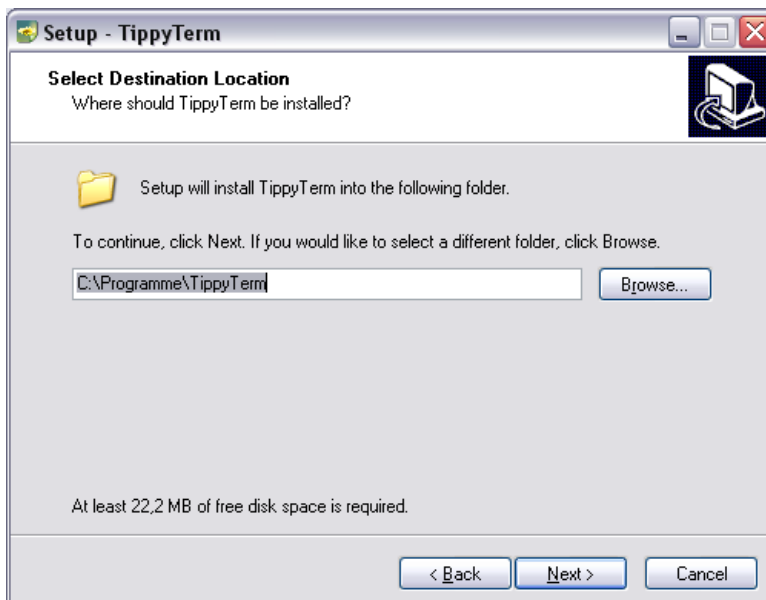 Setup - TippyTerm
Select Destination Location
Where should TippyTerm be installed?
Setup will install TippyTerm into the following folder.
To continue, click Next. If you would like to select a different folder, click Browse.
C:\Programme\TippyTerm
Browse...
At least 22,2 MB of free disk space is required.
< Back
Next >
Cancel